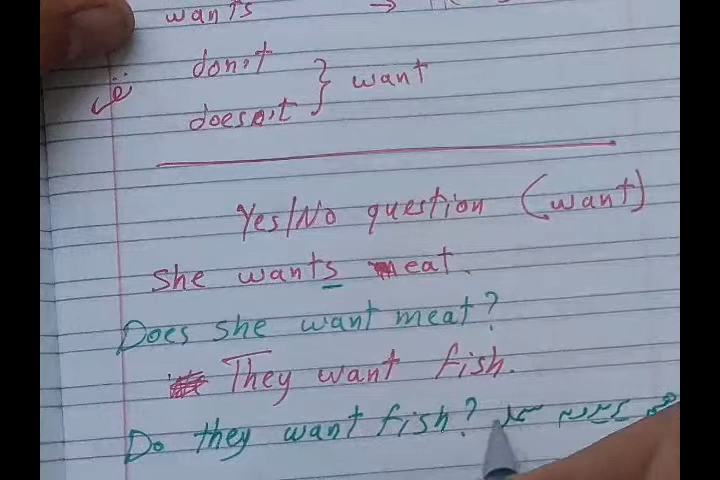 wants →
don't } want
doesn't
Yes/No question (want)
She wants meat.
Does she want meat?
They want fish.
Do they want fish?